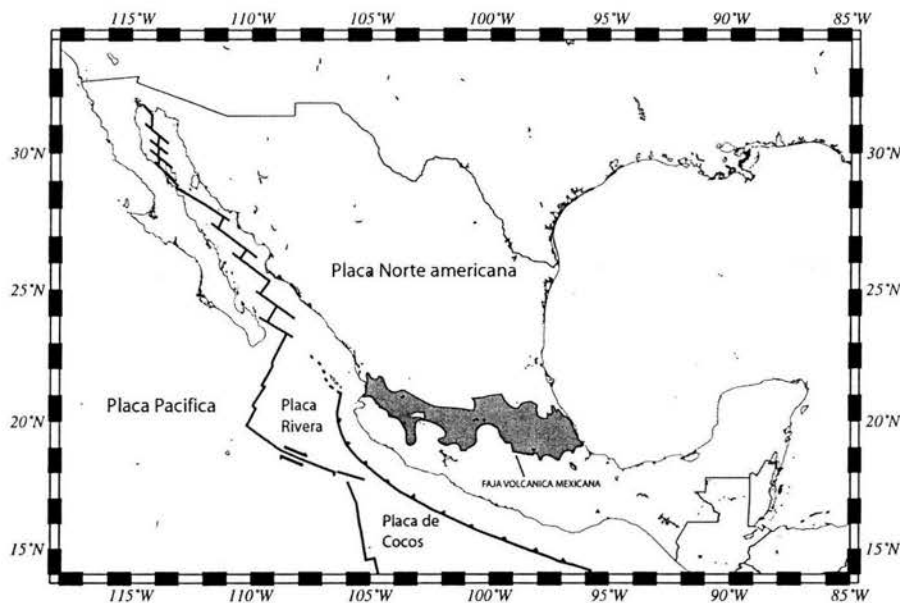 115°W 110°W 105°W 100°W 95°W 90°W 85°W
30°N 30°N
Placa Norte americana
25°N 25°N
Placa Pacifica
Placa
Rivera
20°N 20°N
FAJA VOLCANICA MEXICANA
Placa de
Cocos
15°N 15°N
115°W 110°W 105°W 100°W 95°W 90°W 85°W